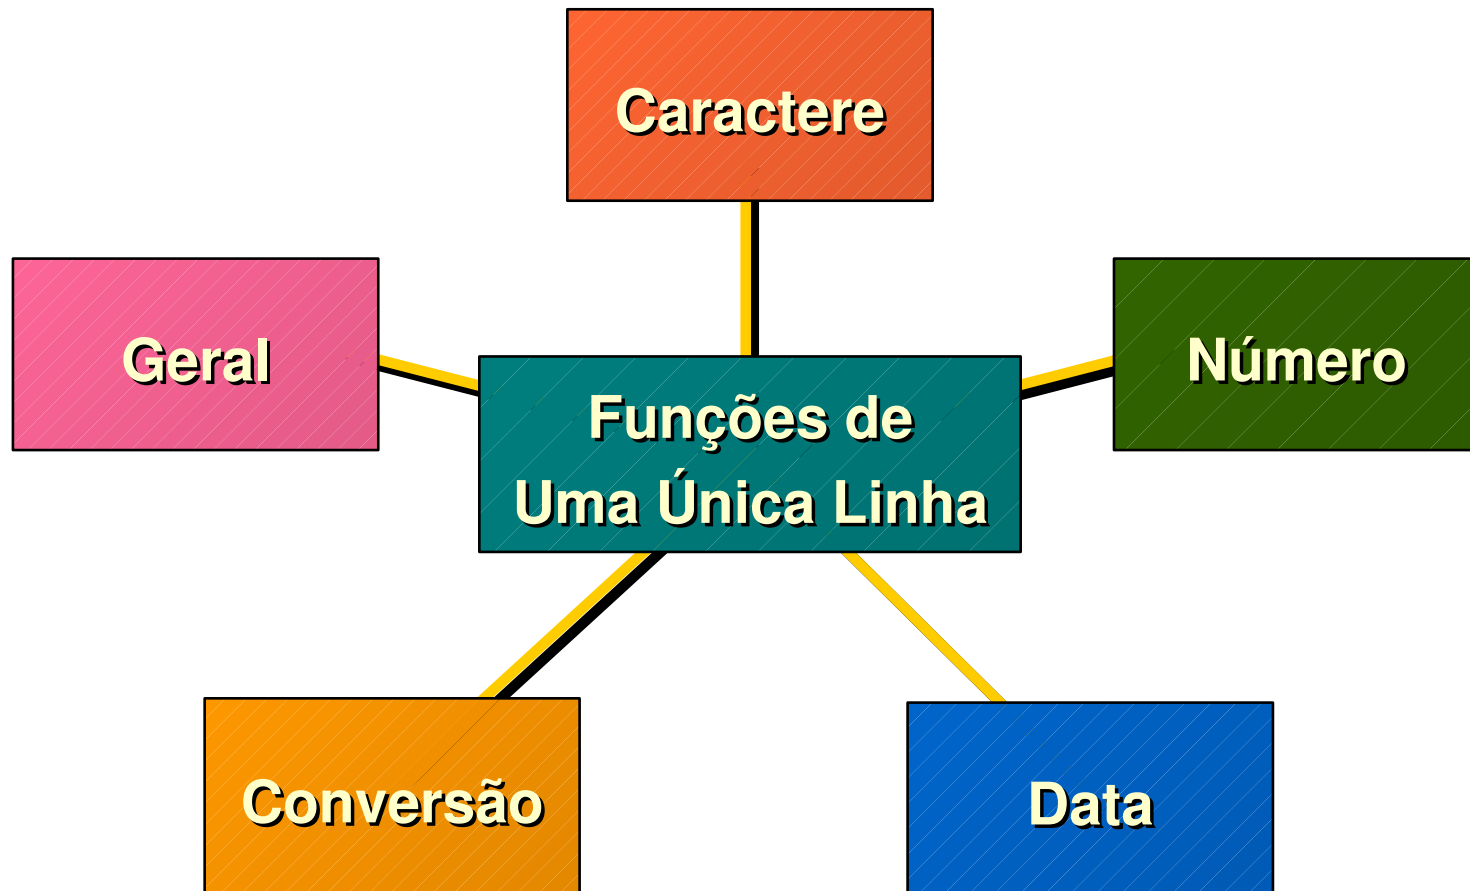 Caractere
Geral
Número
Funções de
Uma Única Linha
Conversão
Data